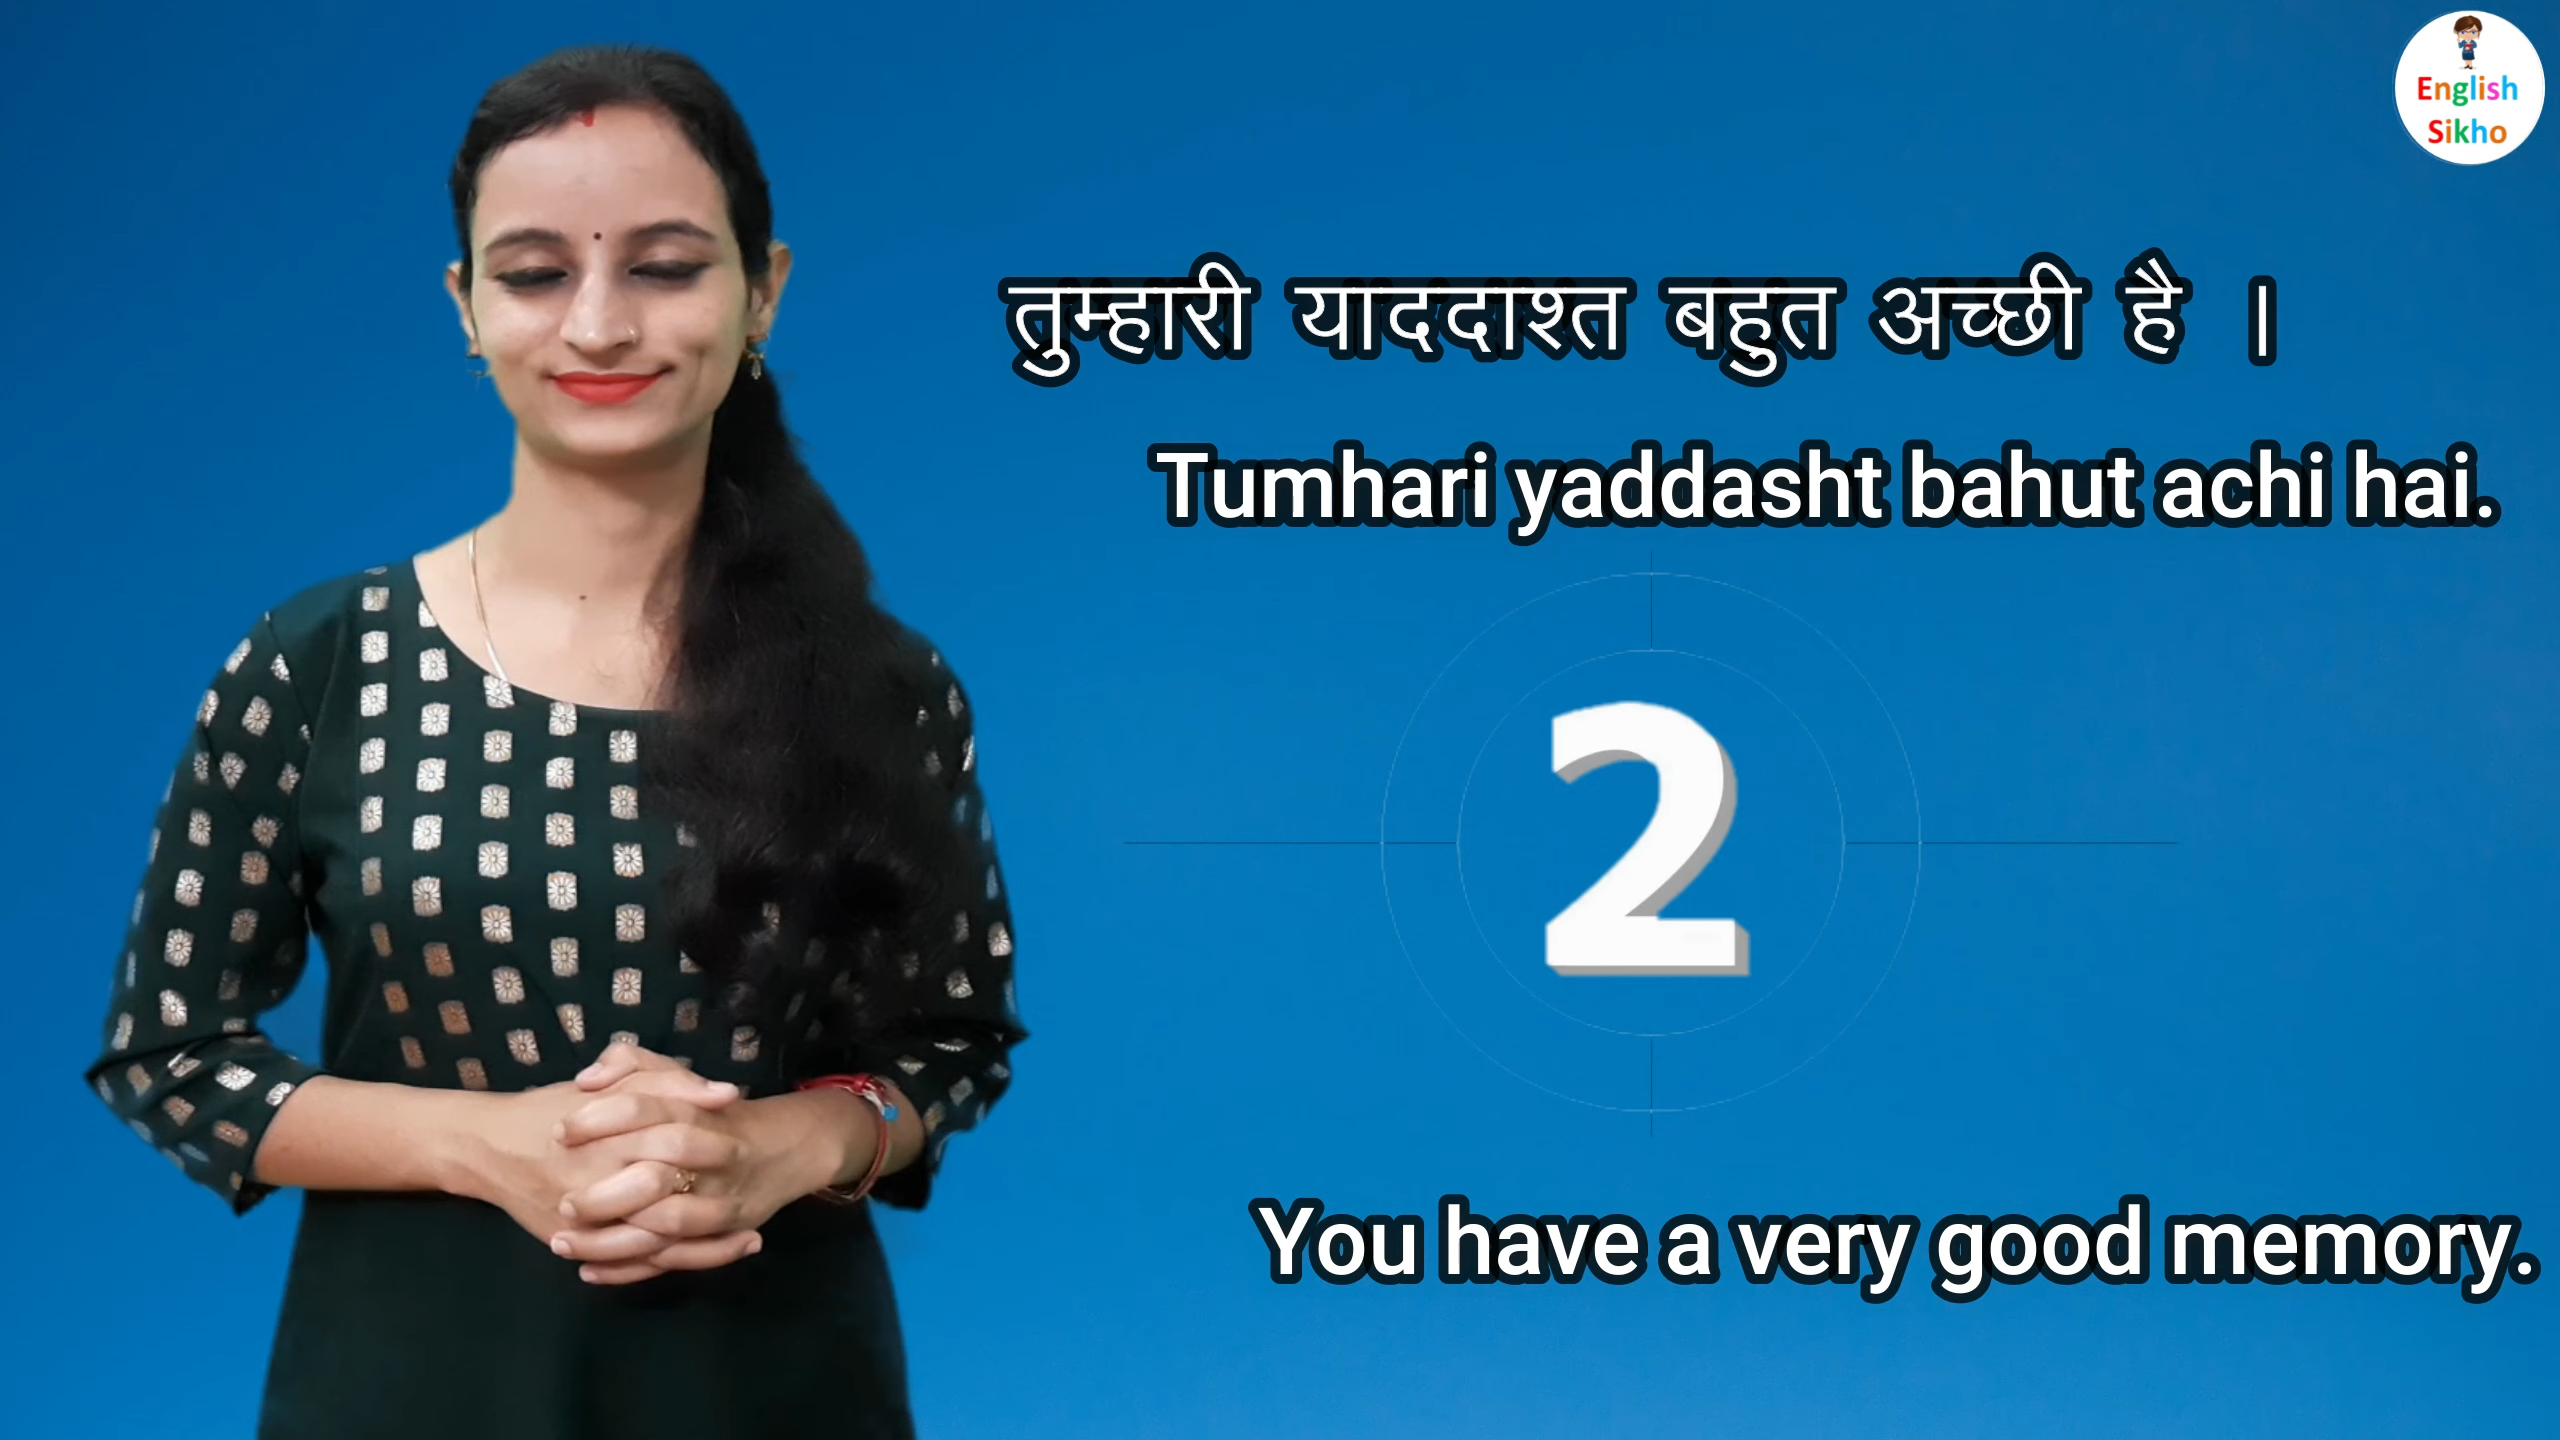 English
Sikho
तुम्हारी याददाश्त बहुत अच्छी है ।
Tumhari yaddasht bahut achi hai.
2
You have a very good memory.